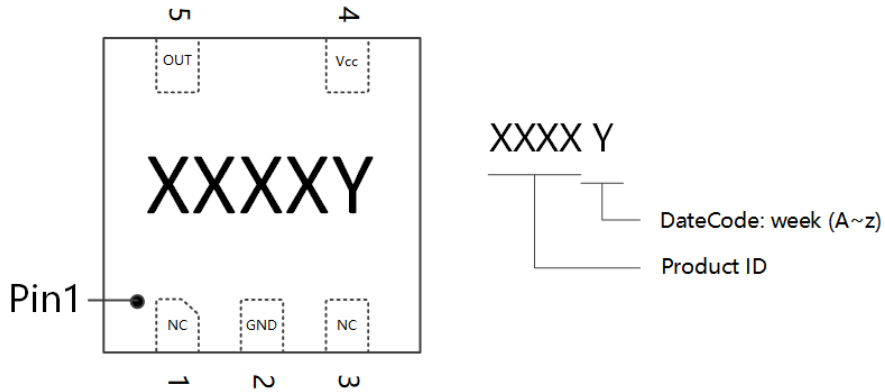 5 4
OUT Vcc
XXXXY
Pin1
NC GND NC
1 2 3
XXXX Y
DateCode: week (A~z)
Product ID